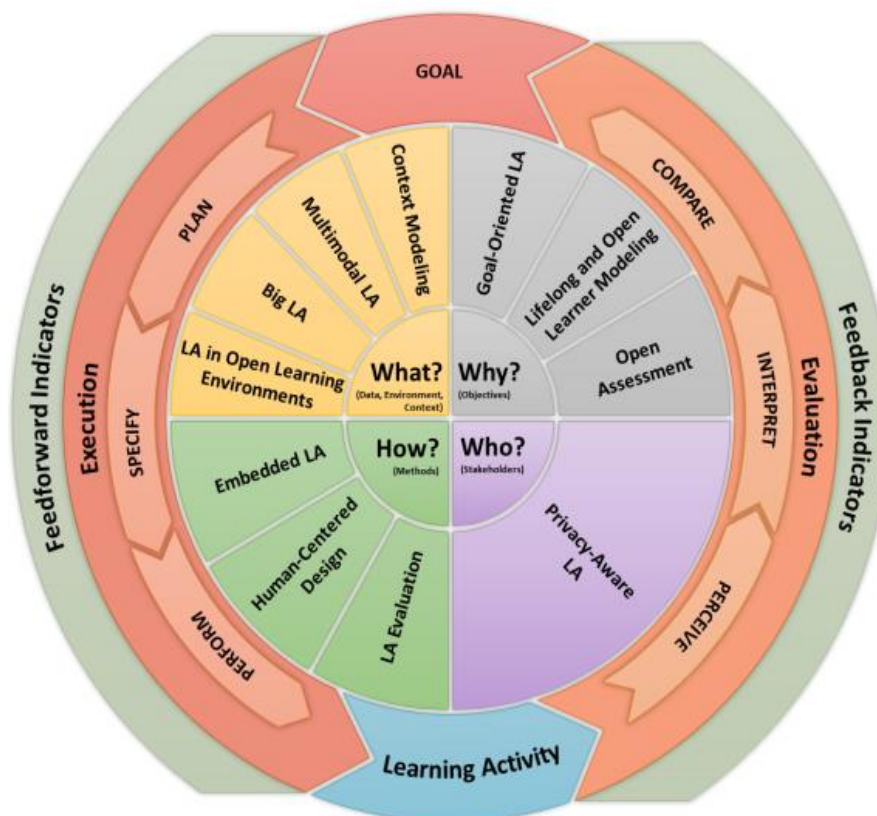 GOAL
PLAN
SPECIFY
PERFORM
Execution
Feedforward Indicators
COMPARE
INTERPRET
PERCEIVE
Evaluation
Feedback Indicators
Learning Activity
What?
(Data, Environment,
Context)
Context Modeling
Multimodal LA
Big LA
LA in Open Learning
Environments
Why?
(Objectives)
Goal-Oriented LA
Lifelong and Open
Learner Modeling
Open
Assessment
How?
(Methods)
Embedded LA
Human-Centered
Design
LA Evaluation
Who?
(Stakeholders)
Privacy-Aware
LA